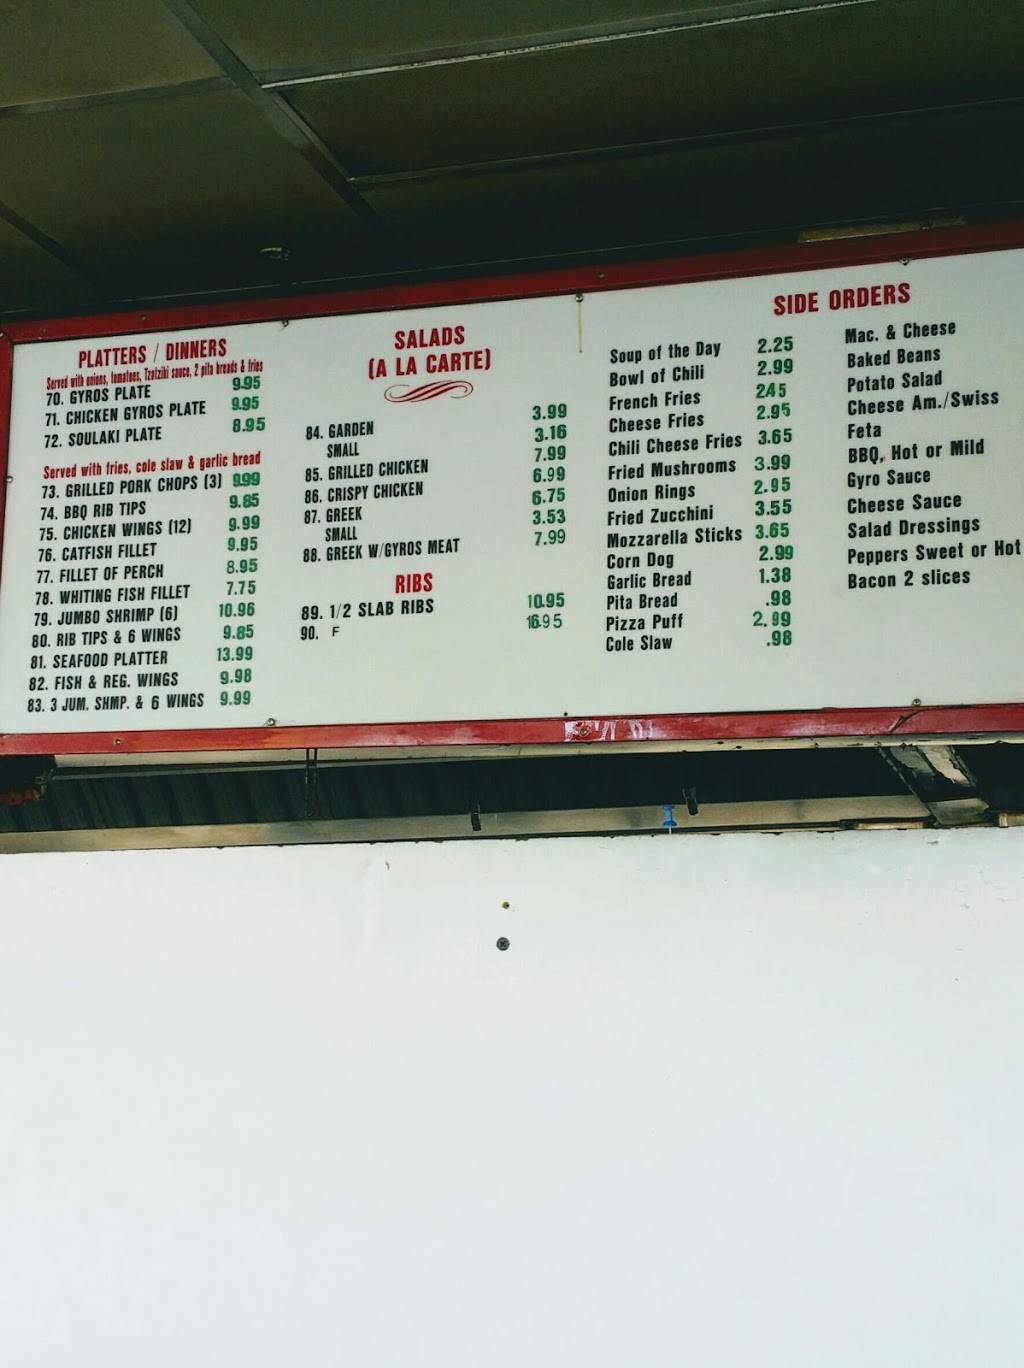 PLATTERS / DINNERS
Served with onions, tomatoes, Tzatziki sauce, 2 pita breads & fries
70. GYROS PLATE 9.95
71. CHICKEN GYROS PLATE 9.95
72. SOULAKI PLATE 8.95
Served with fries, cole slaw & garlic bread
73. GRILLED PORK CHOPS (3) 9.99
74. BBQ RIB TIPS 9.85
75. CHICKEN WINGS (12) 9.99
76. CATFISH FILLET 9.95
77. FILLET OF PERCH 8.95
78. WHITING FISH FILLET 7.75
79. JUMBO SHRIMP (6) 10.96
80. RIB TIPS & 6 WINGS 9.85
81. SEAFOOD PLATTER 13.99
82. FISH & REG. WINGS 9.98
83. 3 JUM. SHMP. & 6 WINGS 9.99
SALADS
(A LA CARTE)
84. GARDEN 3.99
SMALL 3.16
85. GRILLED CHICKEN 7.99
86. CRISPY CHICKEN 6.99
87. GREEK 6.75
SMALL 3.53
88. GREEK W/GYROS MEAT 7.99
RIBS
89. 1/2 SLAB RIBS 10.95
90. F 16.95
SIDE ORDERS
Soup of the Day 2.25
Bowl of Chili 2.99
French Fries 2.45
Cheese Fries 2.95
Chili Cheese Fries 3.65
Fried Mushrooms 3.99
Onion Rings 2.95
Fried Zucchini 3.55
Mozzarella Sticks 3.65
Corn Dog 2.99
Garlic Bread 1.38
Pita Bread .98
Pizza Puff 2.99
Cole Slaw .98
Mac. & Cheese
Baked Beans
Potato Salad
Cheese Am./Swiss
Feta
BBQ, Hot or Mild
Gyro Sauce
Cheese Sauce
Salad Dressings
Peppers Sweet or Hot
Bacon 2 slices